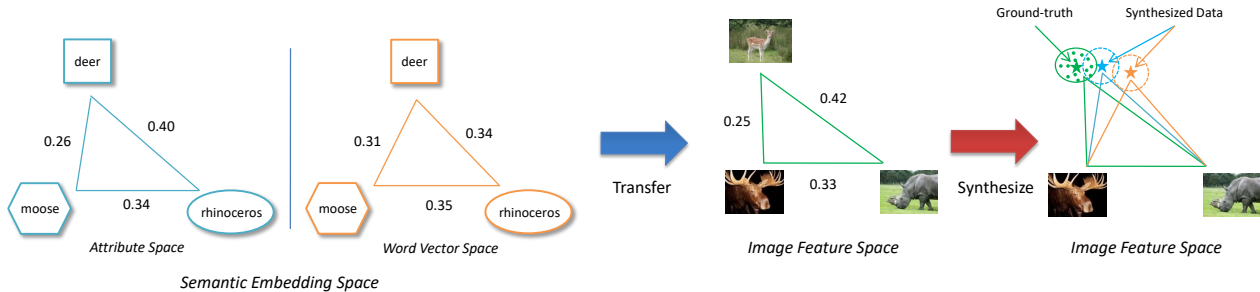 deer
0.26
0.40
moose
0.34
rhinoceros
Attribute Space
deer
0.31
0.34
moose
0.35
rhinoceros
Word Vector Space
Semantic Embedding Space
Transfer
0.25
0.42
0.33
Image Feature Space
Synthesize
Ground-truth
Synthesized Data
Image Feature Space